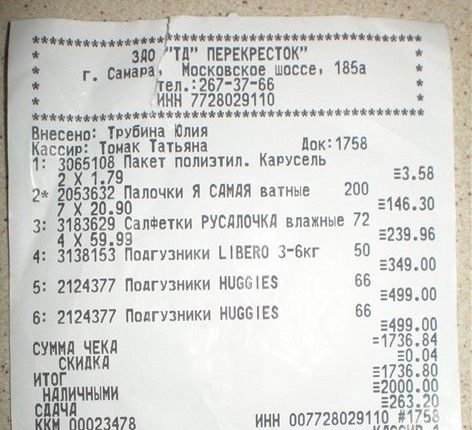 ****************************************
* ЗАО "ТД" ПЕРЕКРЕСТОК" *
* г. Самара, Московское шоссе, 185а *
* тел.:267-37-66 *
* ИНН 7728029110 *
****************************************
Внесено: Трубина Юлия
Кассир: Томак Татьяна Док:1758
1: 3065108 Пакет полиэтил. Карусель
2 X 1.79 ≡3.58
2* 2053632 Палочки Я САМАЯ ватные 200
7 X 20.90 ≡146.30
3: 3183629 Салфетки РУСАЛОЧКА влажные 72
4 X 59.99 ≡239.96
4: 3138153 Подгузники LIBERO 3-6кг 50
≡349.00
5: 2124377 Подгузники HUGGIES 66
≡499.00
6: 2124377 Подгузники HUGGIES 66
≡499.00
СУММА ЧЕКА ≡1736.84
СКИДКА ≡0.04
ИТОГ ≡1736.80
НАЛИЧНЫМИ ≡2000.00
СДАЧА ≡263.20
ККМ 00023478 ИНН 007728029110 #1758